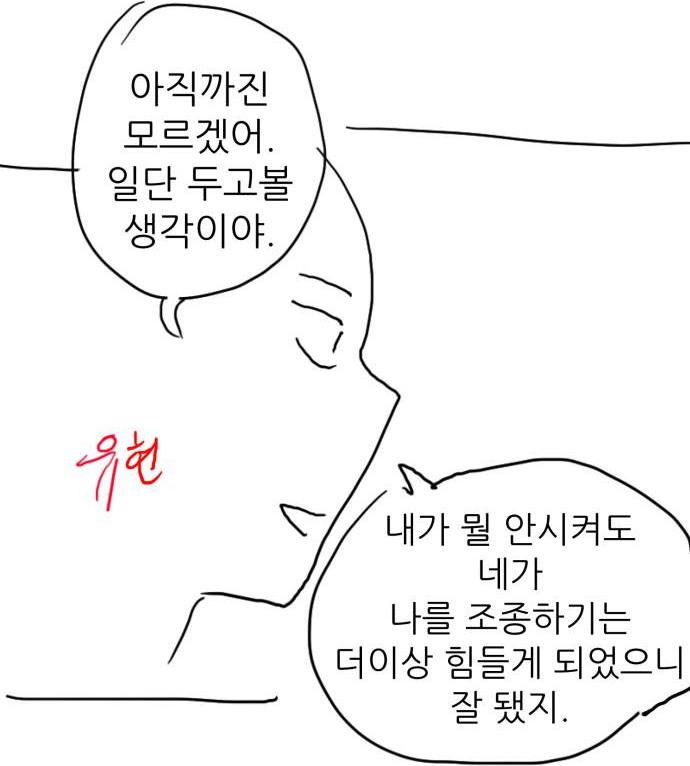 아직까진
모르겠어.
일단 두고볼
생각이야.
유현
내가 뭘 안시켜도
네가
나를 조종하기는
더이상 힘들게 되었으니
잘 됐지.